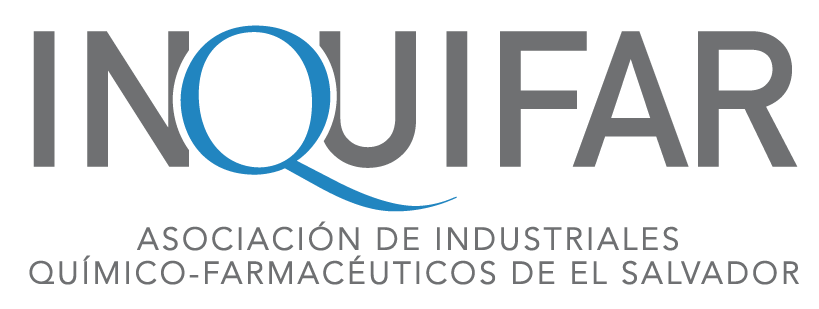 INQUIFAR
ASOCIACIÓN DE INDUSTRIALES
QUÍMICO-FARMACÉUTICOS DE EL SALVADOR